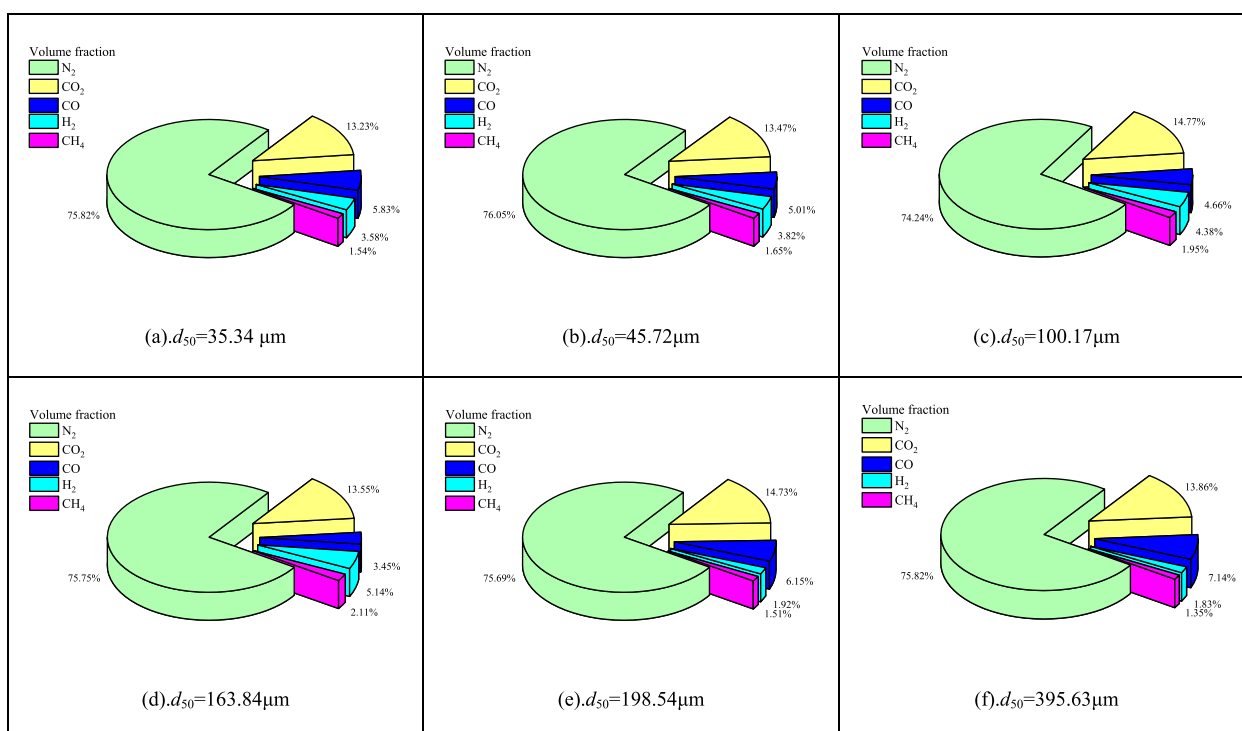 Volume fraction
N2
CO2
CO
H2
CH4
13.23%
5.83%
3.58%
1.54%
75.82%
(a).d50=35.34 μm
Volume fraction
N2
CO2
CO
H2
CH4
13.47%
5.01%
3.82%
1.65%
76.05%
(b).d50=45.72μm
Volume fraction
N2
CO2
CO
H2
CH4
14.77%
4.66%
4.38%
1.95%
74.24%
(c).d50=100.17μm
Volume fraction
N2
CO2
CO
H2
CH4
13.55%
3.45%
5.14%
2.11%
75.75%
(d).d50=163.84μm
Volume fraction
N2
CO2
CO
H2
CH4
14.73%
6.15%
1.92%
1.51%
75.69%
(e).d50=198.54μm
Volume fraction
N2
CO2
CO
H2
CH4
13.86%
7.14%
1.83%
1.35%
75.82%
(f).d50=395.63μm